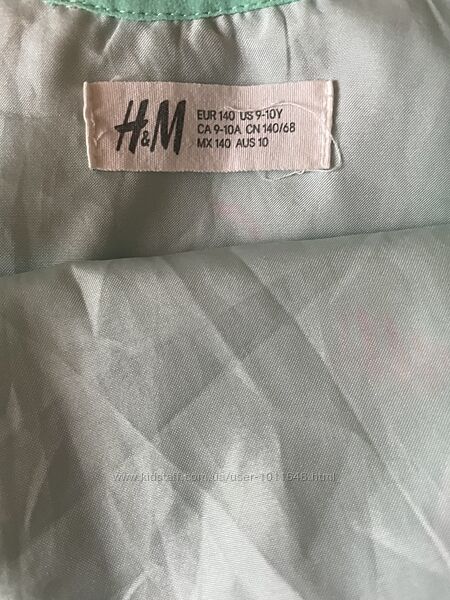 H&M
EUR 140 US 9-10Y
CA 9-10A CN 140/68
MX 140 AUS 10
www.kidstaff.com.ua/user-1011648.html